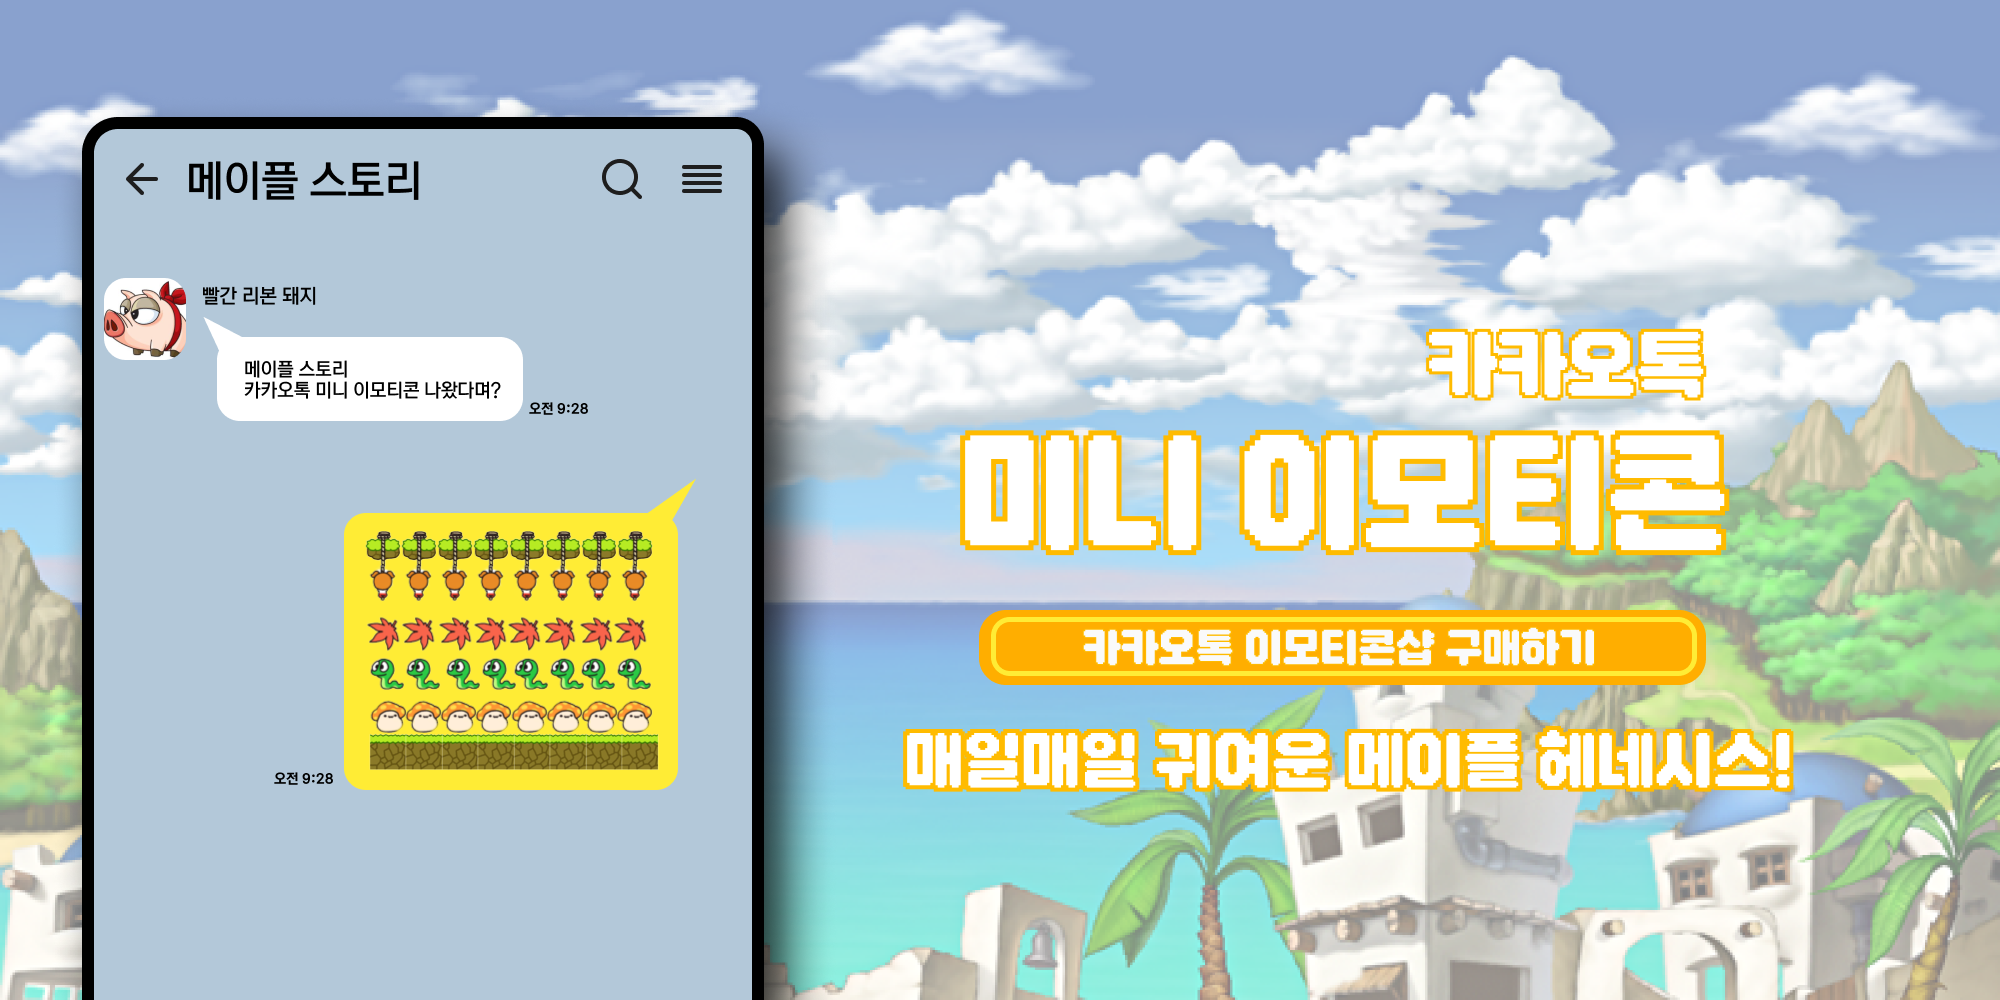 메이플 스토리
빨간 리본 돼지
메이플 스토리
카카오톡 미니 이모티콘 나왔다며?
오전 9:28
오전 9:28
카카오톡
미니 이모티콘
카카오톡 이모티콘샵 구매하기
매일매일 귀여운 메이플 헤네시스!